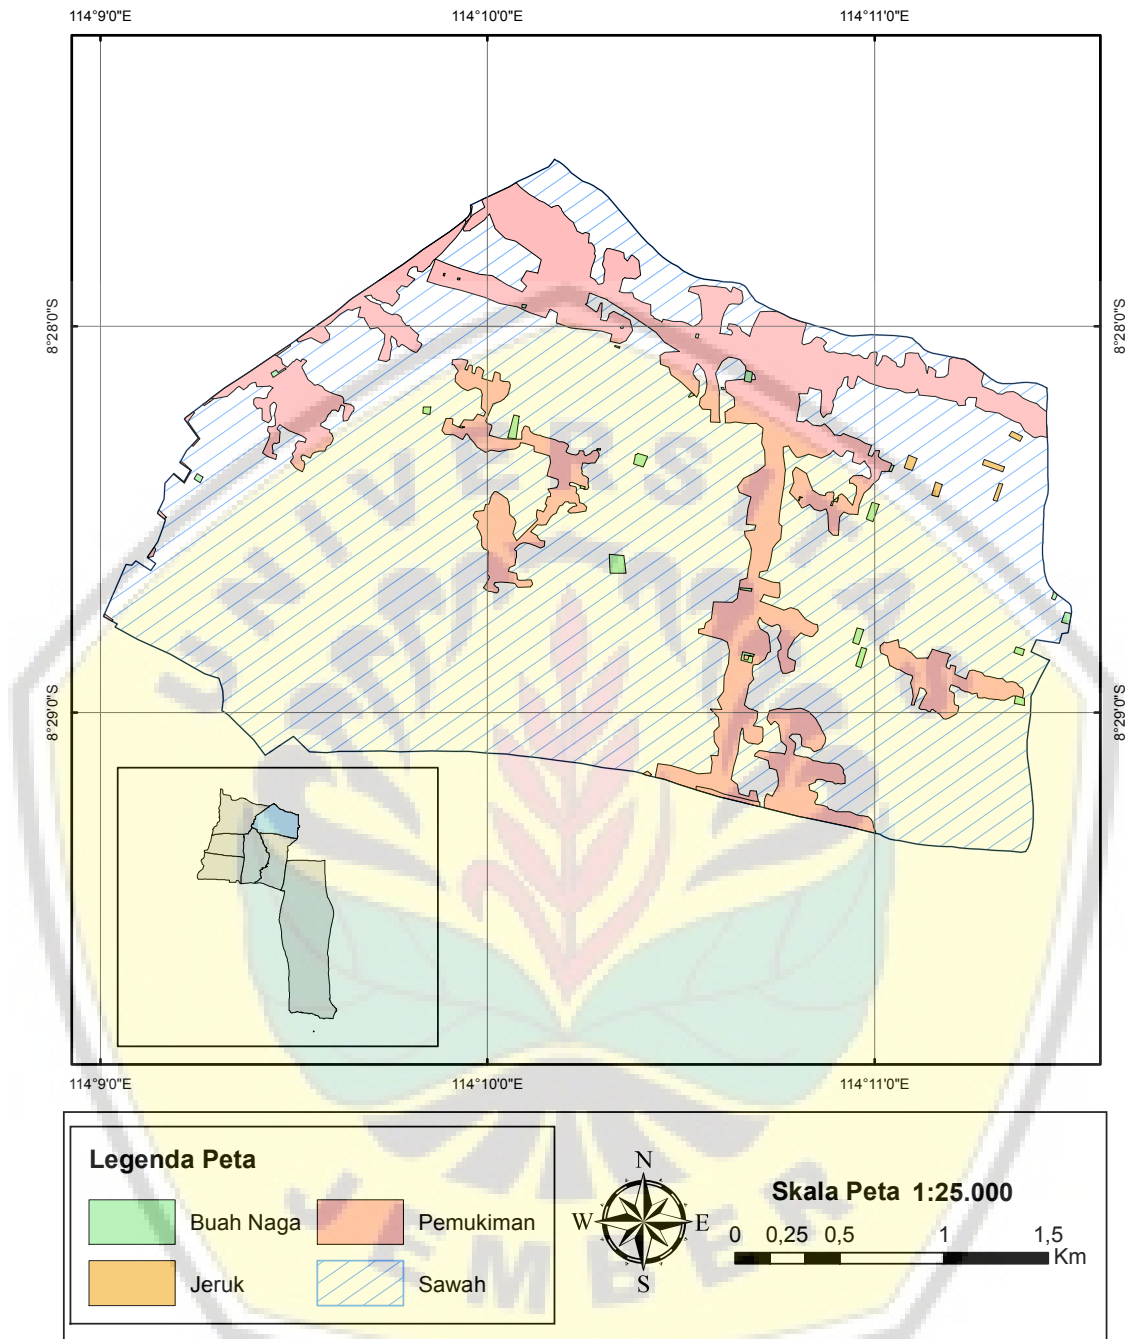 114°9'0"E 114°10'0"E 114°11'0"E
8°28'0"S 8°28'0"S
8°29'0"S 8°29'0"S
114°9'0"E 114°10'0"E 114°11'0"E
UNIVERSITAS
JEMBER
Legenda Peta
Buah Naga
Pemukiman
Jeruk
Sawah
N
W E
S
Skala Peta 1:25.000
0 0,25 0,5 1 1,5
Km